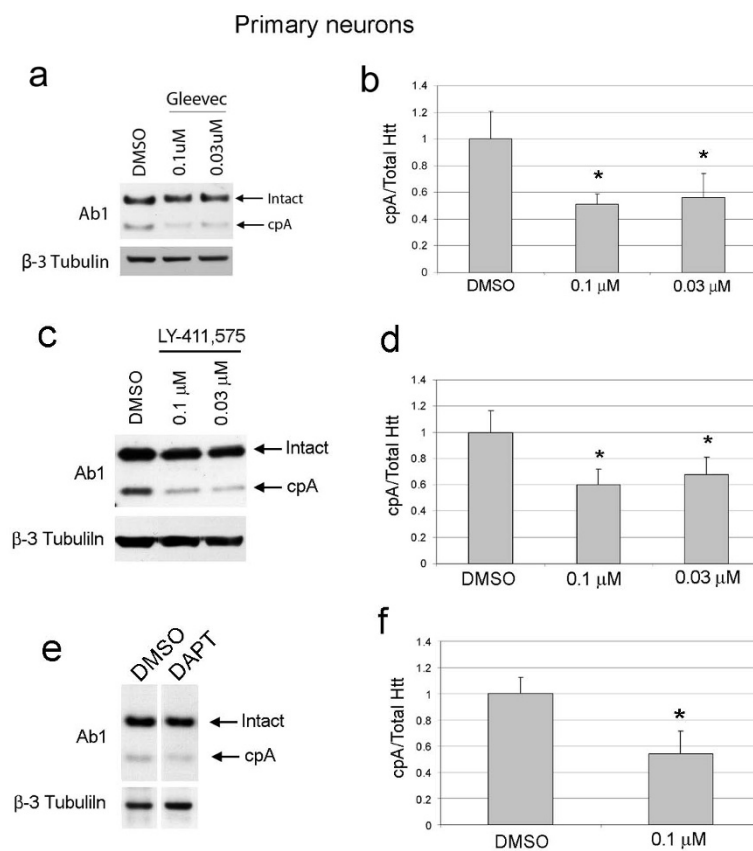 Primary neurons
a
Gleevec
DMSO
0.1uM
0.03uM
Ab1
Intact
cpA
β-3 Tubulin
b
cpA/Total Htt
1.4
1.2
1
0.8
0.6
0.4
0.2
0
*
*
DMSO
0.1 μM
0.03 μM
c
LY-411,575
DMSO
0.1 μM
0.03 μM
Ab1
Intact
cpA
β-3 Tubuliln
d
cpA/Total Htt
1.4
1.2
1
0.8
0.6
0.4
0.2
0
*
*
DMSO
0.1 μM
0.03 μM
e
DMSO
DAPT
Ab1
Intact
cpA
β-3 Tubuliln
f
cpA/Total Htt
1.4
1.2
1
0.8
0.6
0.4
0.2
0
*
DMSO
0.1 μM